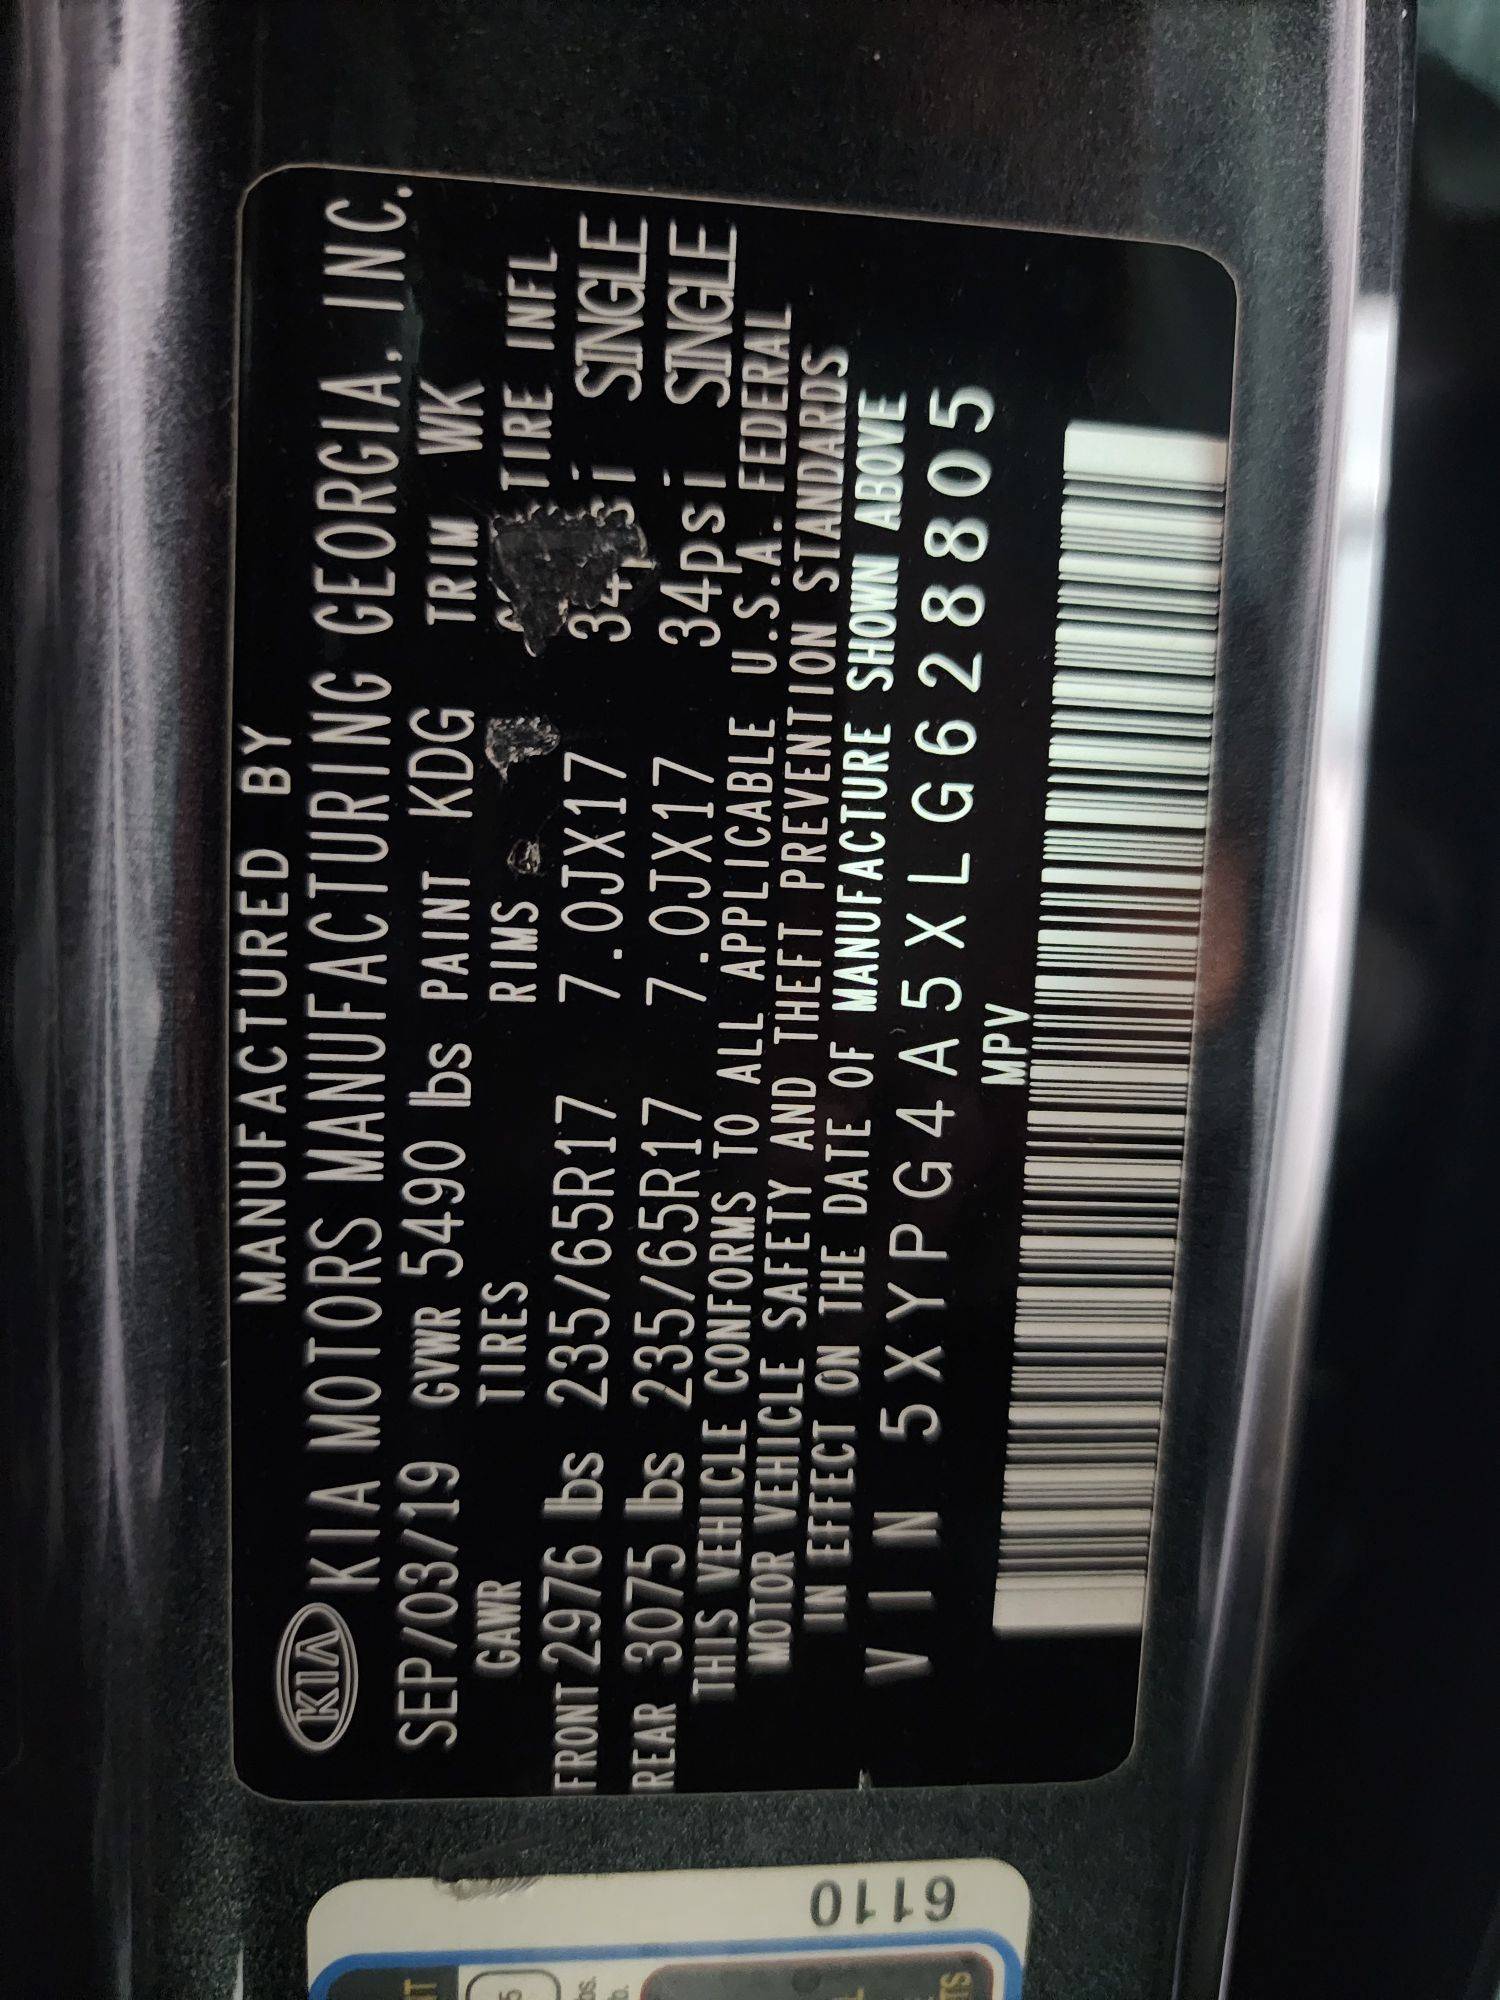 MANUFACTURED BY
KIA KIA MOTORS MANUFACTURING GEORGIA, INC.
SEP/03/19 GVWR 5490 lbs PAINT KDG TRIM WK
GAWR TIRES RIMS TIRE INFL
FRONT 2976 lbs 235/65R17 7.0JX17 34psi SINGLE
REAR 3075 lbs 235/65R17 7.0JX17 34psi SINGLE
THIS VEHICLE CONFORMS TO ALL APPLICABLE U.S.A. FEDERAL
MOTOR VEHICLE SAFETY AND THEFT PREVENTION STANDARDS
IN EFFECT ON THE DATE OF MANUFACTURE SHOWN ABOVE
VIN 5XYPG4A5XLG628805
MPV
6110